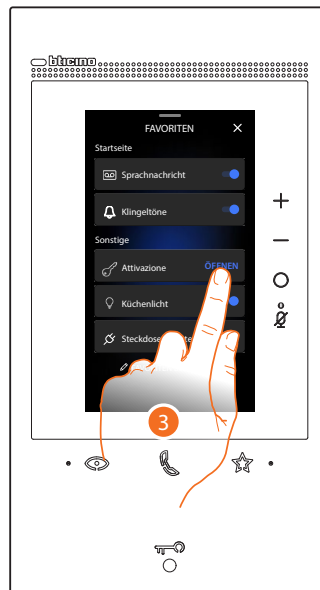 bticino
FAVORITEN
Startseite
Sprachnachricht
Klingeltöne
Sonstige
Attivazione ÖFFNEN
Küchenlicht
3